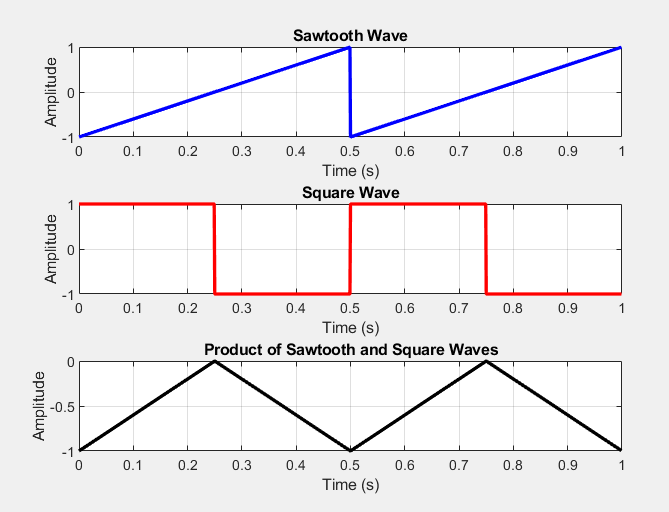 Sawtooth Wave
1
0
-1
Amplitude
0 0.1 0.2 0.3 0.4 0.5 0.6 0.7 0.8 0.9 1
Time (s)
Square Wave
1
0
-1
Amplitude
0 0.1 0.2 0.3 0.4 0.5 0.6 0.7 0.8 0.9 1
Time (s)
Product of Sawtooth and Square Waves
0
-0.5
-1
Amplitude
0 0.1 0.2 0.3 0.4 0.5 0.6 0.7 0.8 0.9 1
Time (s)